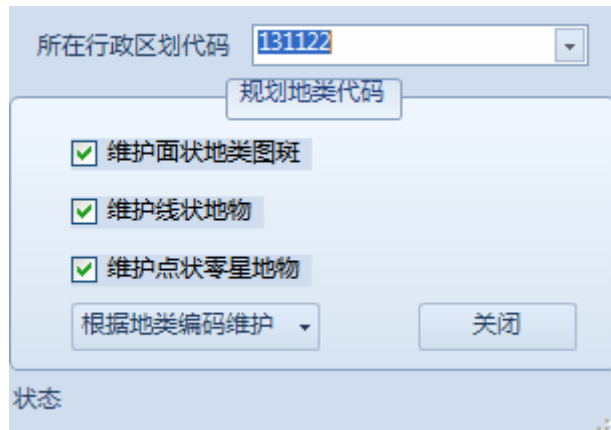 所在行政区划代码 131122
规划地类代码
维护面状地类图斑
维护线状地物
维护点状零星地物
根据地类编码维护 关闭
状态